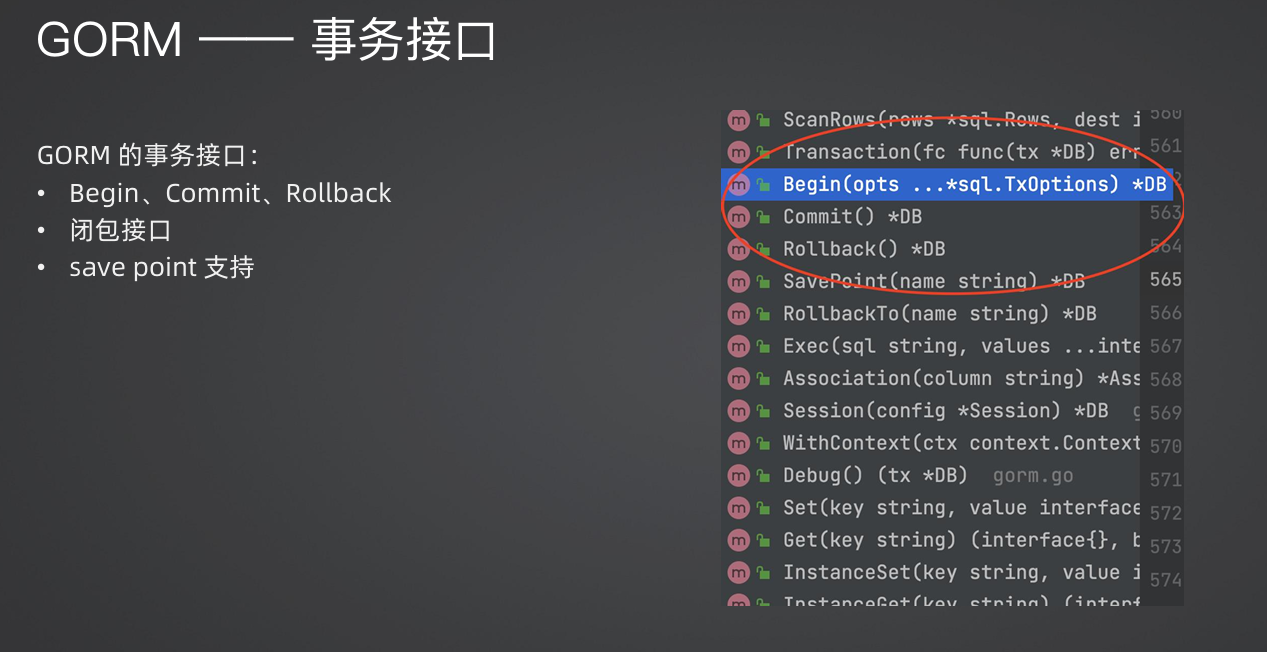 GORM —— 事务接口
GORM 的事务接口：
• Begin、Commit、Rollback
• 闭包接口
• save point 支持
ScanRows(rows *sql.Rows, dest i
560
Transaction(fc func(tx *DB) err
561
Begin(opts ...*sql.TxOptions) *DB
2
Commit() *DB
563
Rollback() *DB
564
SavePoint(name string) *DB
565
RollbackTo(name string) *DB
566
Exec(sql string, values ...inte
567
Association(column string) *Ass
568
Session(config *Session) *DB g
569
WithContext(ctx context.Context
570
Debug() (tx *DB) gorm.go
571
Set(key string, value interface
572
Get(key string) (interface{}, b
573
InstanceSet(key string, value i
574
InstanceGet(key string) (interf